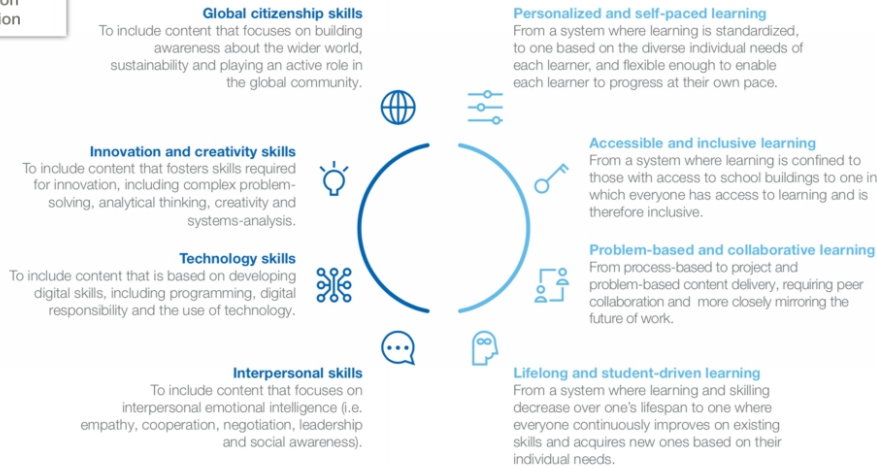 on
ion
Global citizenship skills
To include content that focuses on building
awareness about the wider world,
sustainability and playing an active role in
the global community.
Innovation and creativity skills
To include content that fosters skills required
for innovation, including complex problem-
solving, analytical thinking, creativity and
systems-analysis.
Technology skills
To include content that is based on developing
digital skills, including programming, digital
responsibility and the use of technology.
Interpersonal skills
To include content that focuses on
interpersonal emotional intelligence (i.e.
empathy, cooperation, negotiation, leadership
and social awareness).
Personalized and self-paced learning
From a system where learning is standardized,
to one based on the diverse individual needs of
each learner, and flexible enough to enable
each learner to progress at their own pace.
Accessible and inclusive learning
From a system where learning is confined to
those with access to school buildings to one in
which everyone has access to learning and is
therefore inclusive.
Problem-based and collaborative learning
From process-based to project and
problem-based content delivery, requiring peer
collaboration and more closely mirroring the
future of work.
Lifelong and student-driven learning
From a system where learning and skilling
decrease over one's lifespan to one where
everyone continuously improves on existing
skills and acquires new ones based on their
individual needs.